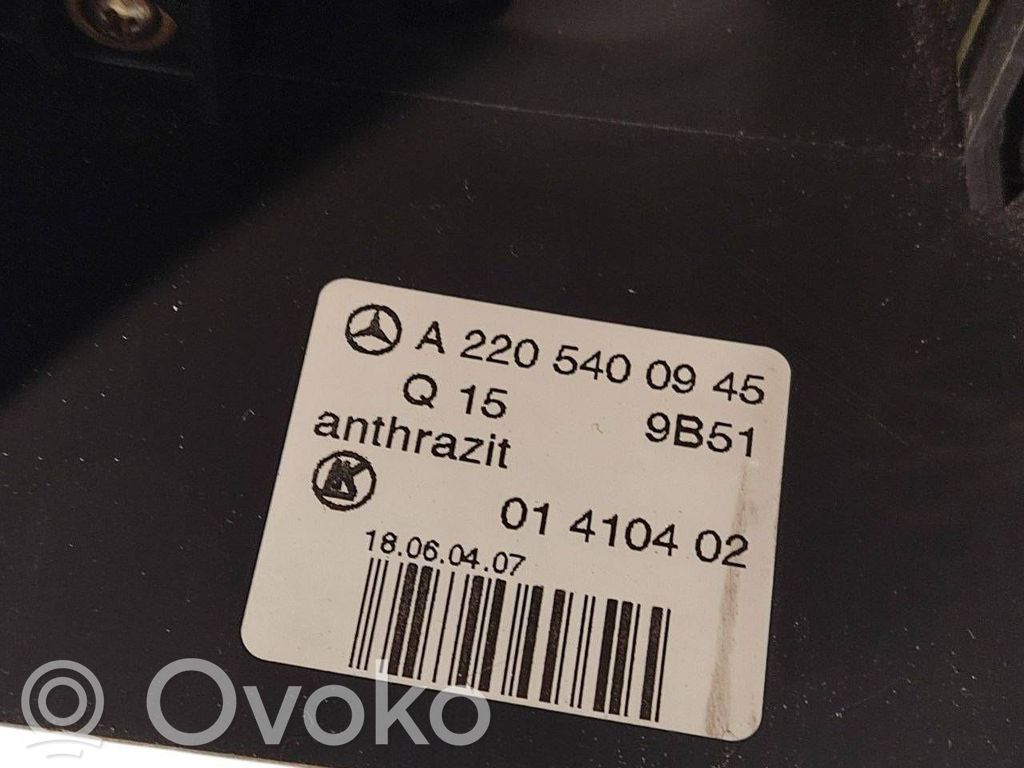 A 220 540 09 45
Q 15 9B51
anthrazit
K
01 4104 02
18.06.04.07
Ovoko